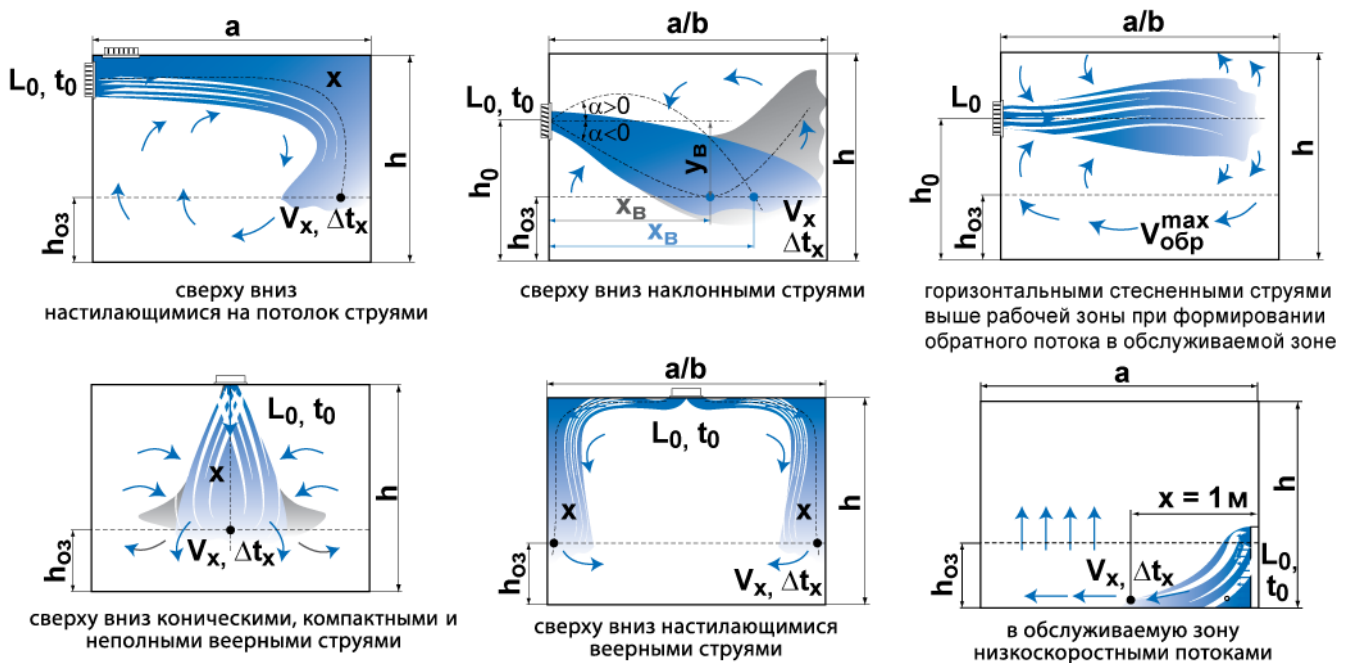 a
L₀, t₀
x
h
hоз
Vx, Δtx
сверху вниз
настилающимися на потолок струями
a/b
L₀, t₀
α>0
α<0
yв
h₀
h
hоз
xв
xв
Vx
Δtx
сверху вниз наклонными струями
a/b
L₀
h₀
h
hоз
Vобр max
горизонтальными стесненными струями
выше рабочей зоны при формировании
обратного потока в обслуживаемой зоне
L₀, t₀
x
h
hоз
Vx, Δtx
сверху вниз коническими, компактными и
неполными веерными струями
a/b
L₀, t₀
x
x
h
hоз
Vx, Δtx
сверху вниз настилающимися
веерными струями
a
h
x = 1 м
hоз
Vx, Δtx
L₀,
t₀
в обслуживаемую зону
низкоскоростными потоками